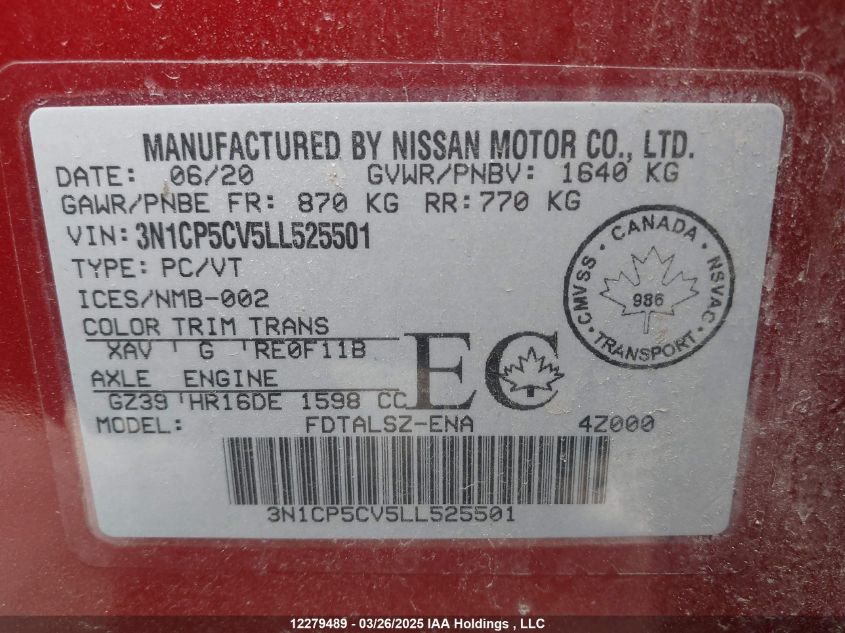 MANUFACTURED BY NISSAN MOTOR CO., LTD.
DATE: 06/20 GVWR/PNBV: 1640 KG
GAWR/PNBE FR: 870 KG RR:770 KG
VIN: 3N1CP5CV5LL525501
TYPE: PC/VT
ICES/NMB-002
CANADA • NSVAC • TRANSPORT • CMVSS •
986
COLOR TRIM TRANS
XAV G RE0F11B
EC
AXLE ENGINE
GZ39 HR16DE 1598 CC
MODEL: FDTALSZ-ENA 4Z000
3N1CP5CV5LL525501
12279489 - 03/26/2025 IAA Holdings , LLC